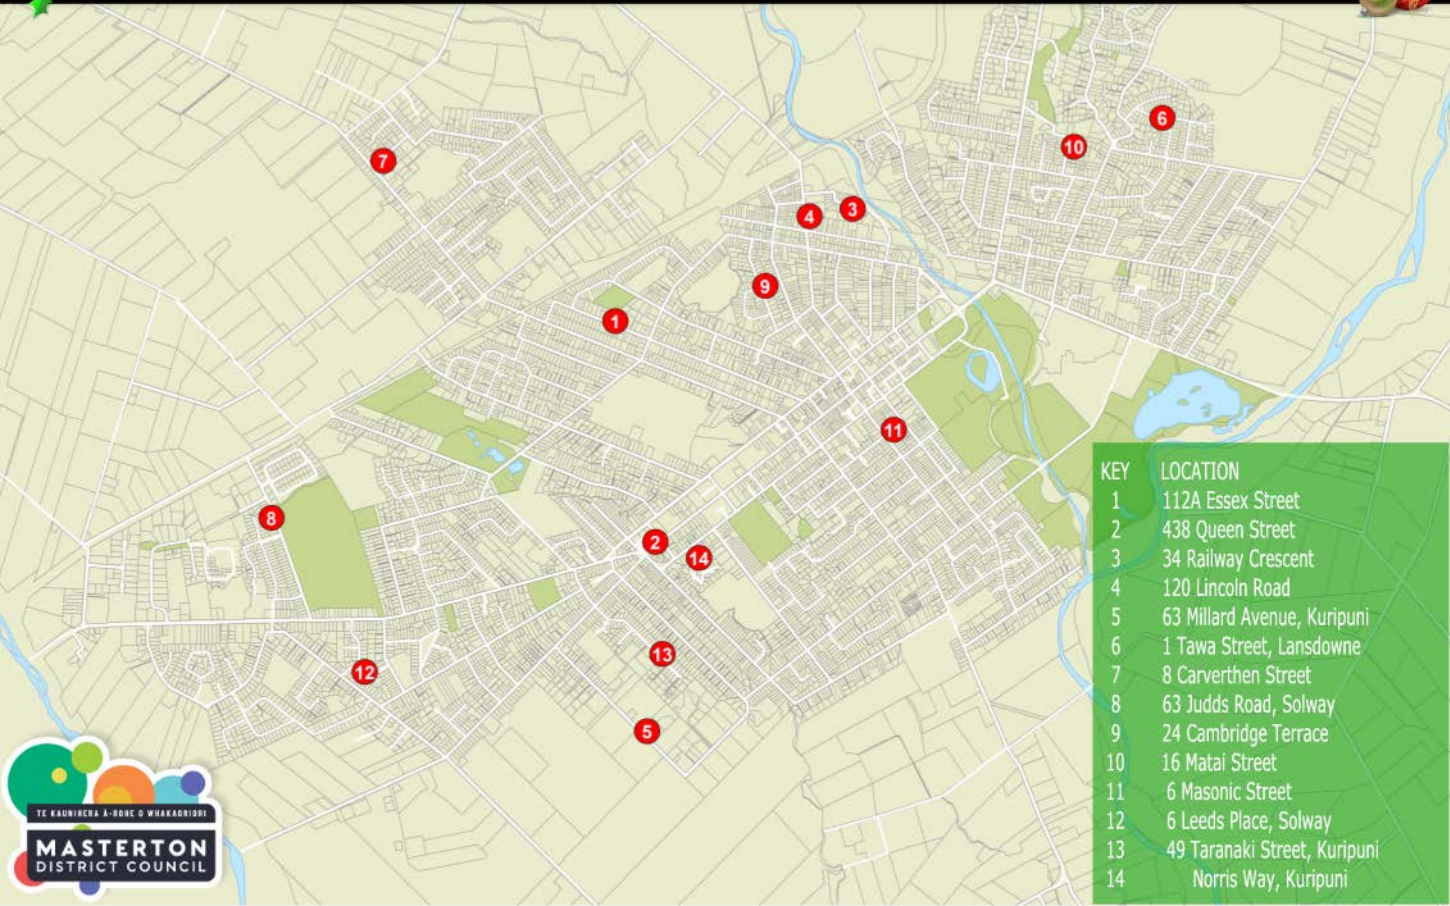 6
10
7
3
4
9
1
11
8
2
14
13
12
5
KEY LOCATION
1 112A Essex Street
2 438 Queen Street
3 34 Railway Crescent
4 120 Lincoln Road
5 63 Millard Avenue, Kuripuni
6 1 Tawa Street, Lansdowne
7 8 Carverthen Street
8 63 Judds Road, Solway
9 24 Cambridge Terrace
10 16 Matai Street
11 6 Masonic Street
12 6 Leeds Place, Solway
13 49 Taranaki Street, Kuripuni
14 Norris Way, Kuripuni
TE KAUNIHERA Ā-ROHE O WHAKAORIORI
MASTERTON
DISTRICT COUNCIL